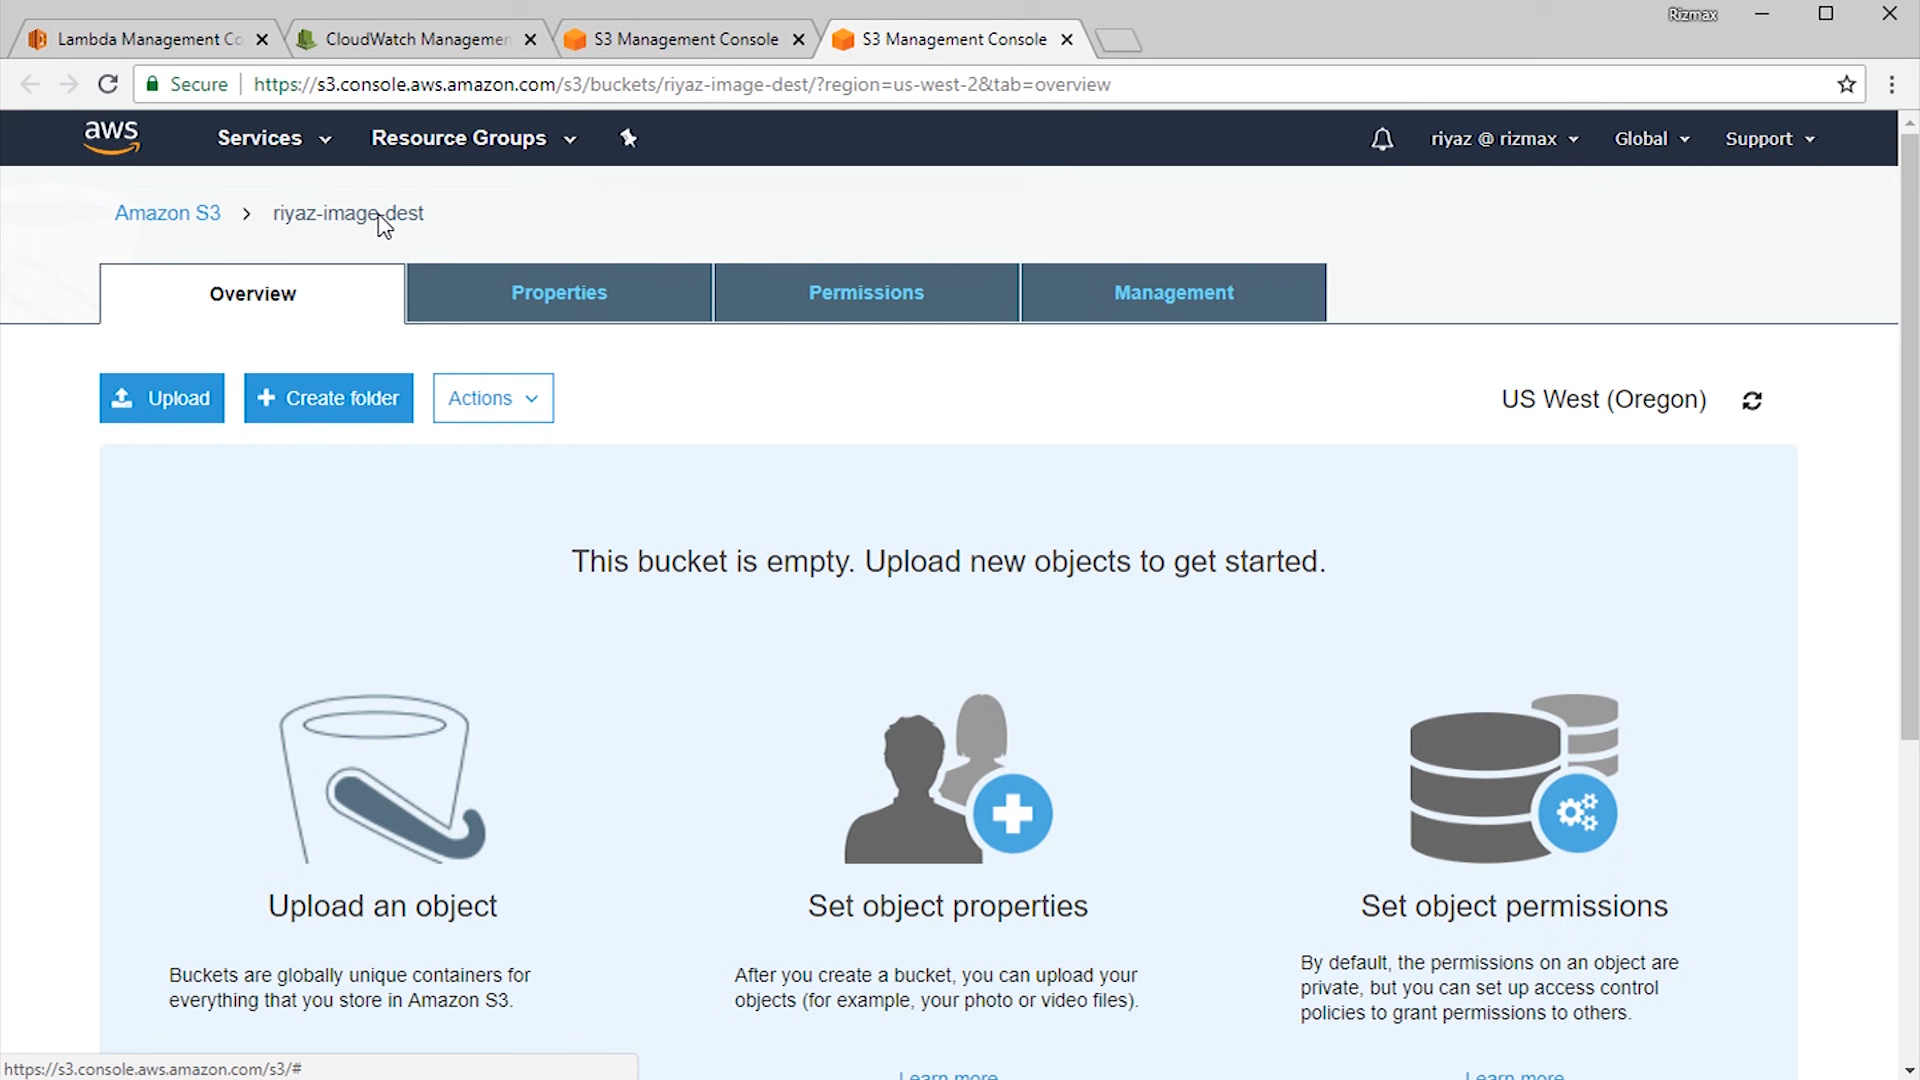 Rizmax
Lambda Management Co
CloudWatch Managemen
S3 Management Console
S3 Management Console
Secure
https://s3.console.aws.amazon.com/s3/buckets/riyaz-image-dest/?region=us-west-2&tab=overview
aws
Services
Resource Groups
riyaz @ rizmax
Global
Support
Amazon S3
riyaz-image-dest
Overview
Properties
Permissions
Management
Upload
Create folder
Actions
US West (Oregon)
This bucket is empty. Upload new objects to get started.
Upload an object
Buckets are globally unique containers for
everything that you store in Amazon S3.
Set object properties
After you create a bucket, you can upload your
objects (for example, your photo or video files).
Learn more
Set object permissions
By default, the permissions on an object are
private, but you can set up access control
policies to grant permissions to others.
Learn more
https://s3.console.aws.amazon.com/s3/#